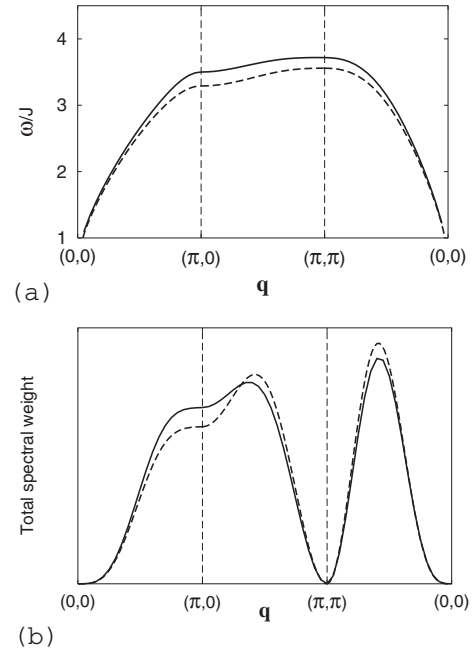 4
3
2
1
ω/J
(0,0) (π,0) (π,π) (0,0)
q
(a)
Total spectral weight
(0,0) (π,0) (π,π) (0,0)
q
(b)